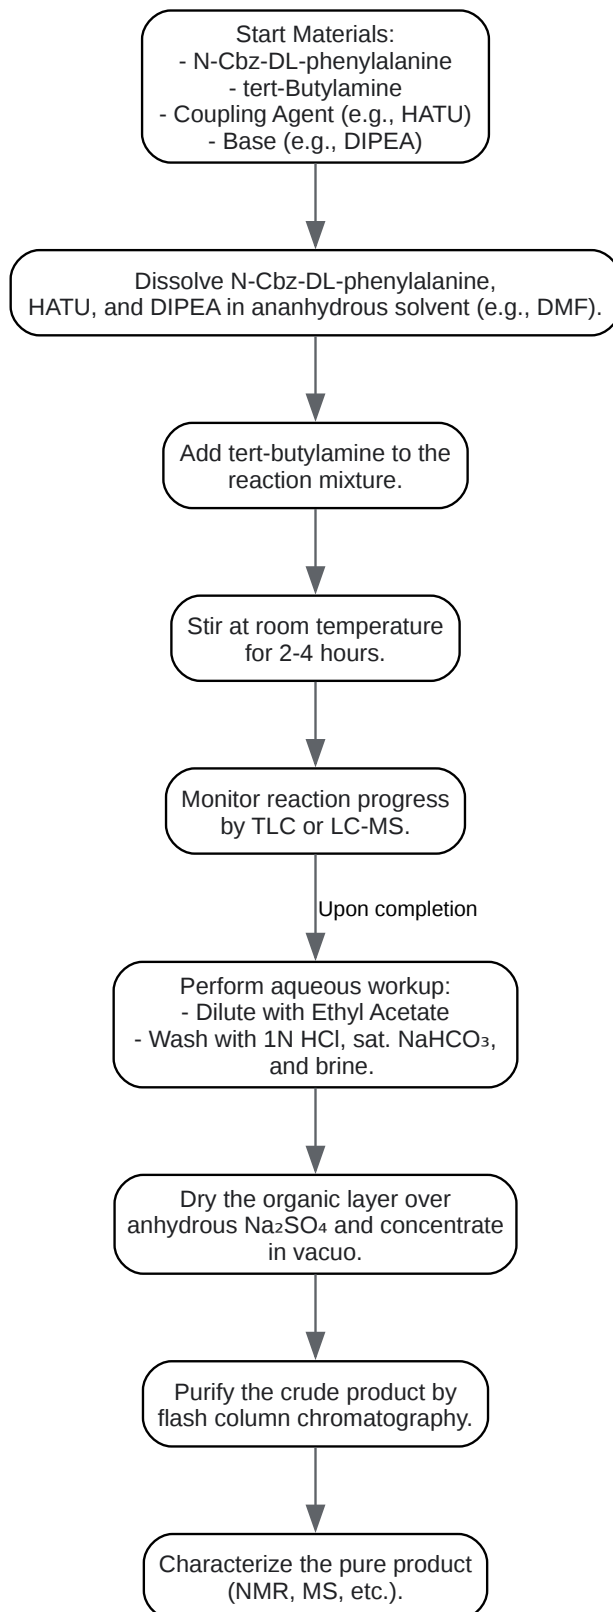 Start Materials:
- N-Cbz-DL-phenylalanine
- tert-Butylamine
- Coupling Agent (e.g., HATU)
- Base (e.g., DIPEA)
Dissolve N-Cbz-DL-phenylalanine,
HATU, and DIPEA in ananhydrous solvent (e.g., DMF).
Add tert-butylamine to the
reaction mixture.
Stir at room temperature
for 2-4 hours.
Monitor reaction progress
by TLC or LC-MS.
Upon completion
Perform aqueous workup:
- Dilute with Ethyl Acetate
- Wash with 1N HCl, sat. NaHCO₃,
and brine.
Dry the organic layer over
anhydrous Na₂SO₄ and concentrate
in vacuo.
Purify the crude product by
flash column chromatography.
Characterize the pure product
(NMR, MS, etc.).